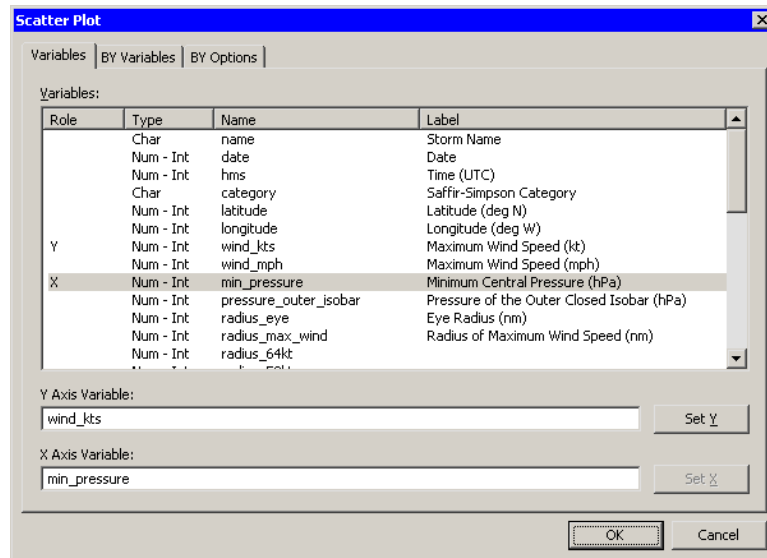 Scatter Plot
Variables BY Variables BY Options
Variables:
Role Type Name Label
Char name Storm Name
Num - Int date Date
Num - Int hms Time (UTC)
Char category Saffir-Simpson Category
Num - Int latitude Latitude (deg N)
Num - Int longitude Longitude (deg W)
Y Num - Int wind_kts Maximum Wind Speed (kt)
Num - Int wind_mph Maximum Wind Speed (mph)
X Num - Int min_pressure Minimum Central Pressure (hPa)
Num - Int pressure_outer_isobar Pressure of the Outer Closed Isobar (hPa)
Num - Int radius_eye Eye Radius (nm)
Num - Int radius_max_wind Radius of Maximum Wind Speed (nm)
Num - Int radius_64kt
Y Axis Variable:
wind_kts Set Y
X Axis Variable:
min_pressure Set X
OK Cancel